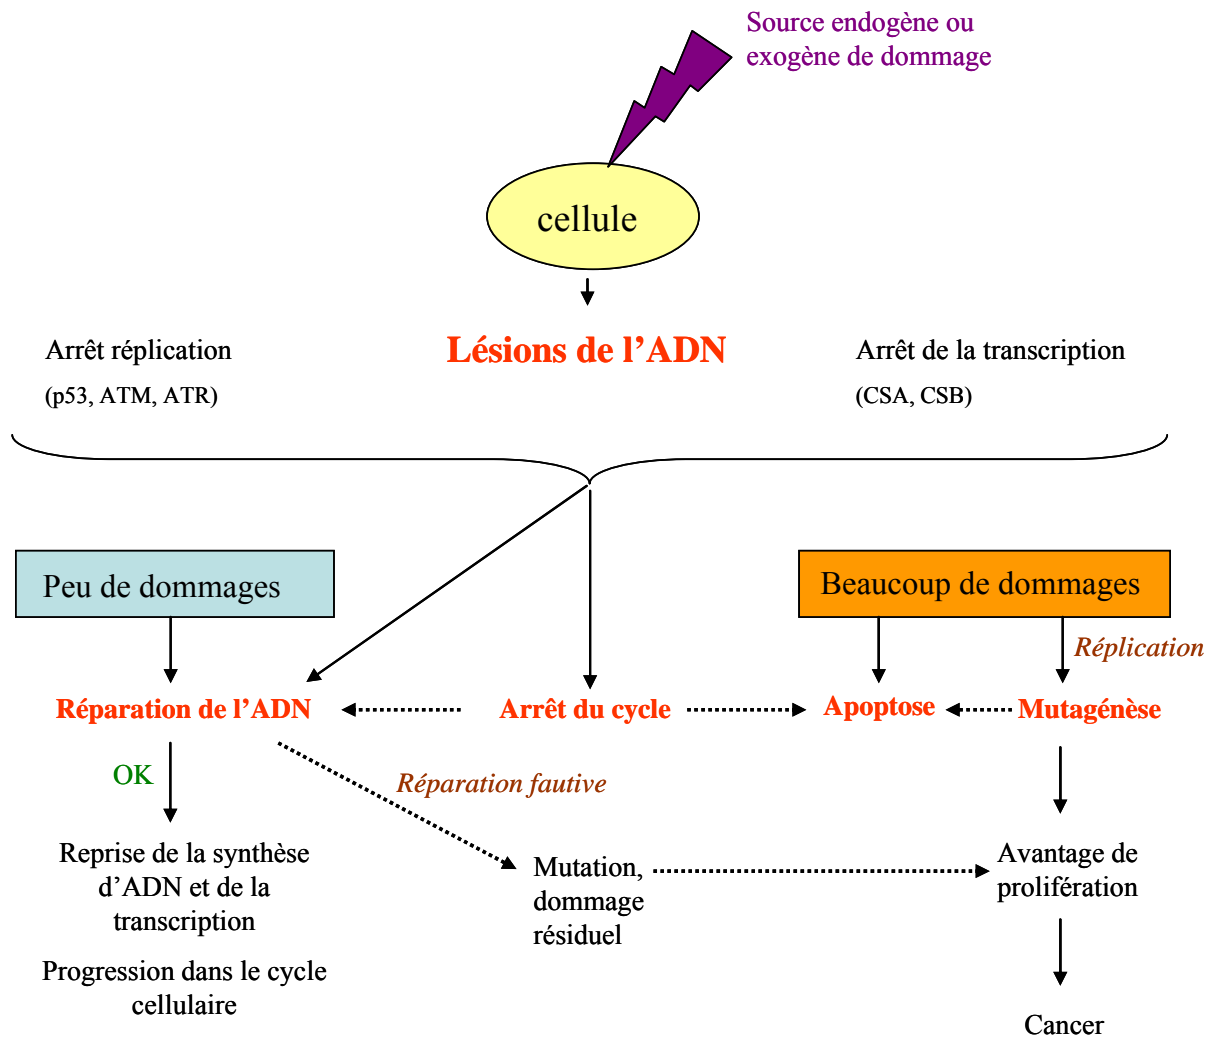 Source endogène ou
exogène de dommage
cellule
Lésions de l’ADN
Arrêt réplication
(p53, ATM, ATR)
Arrêt de la transcription
(CSA, CSB)
Peu de dommages
Beaucoup de dommages
Réplication
Réparation de l’ADN
Arrêt du cycle
Apoptose
Mutagénèse
OK
Réparation fautive
Reprise de la synthèse
d’ADN et de la
transcription
Mutation,
dommage
résiduel
Avantage de
prolifération
Progression dans le cycle
cellulaire
Cancer